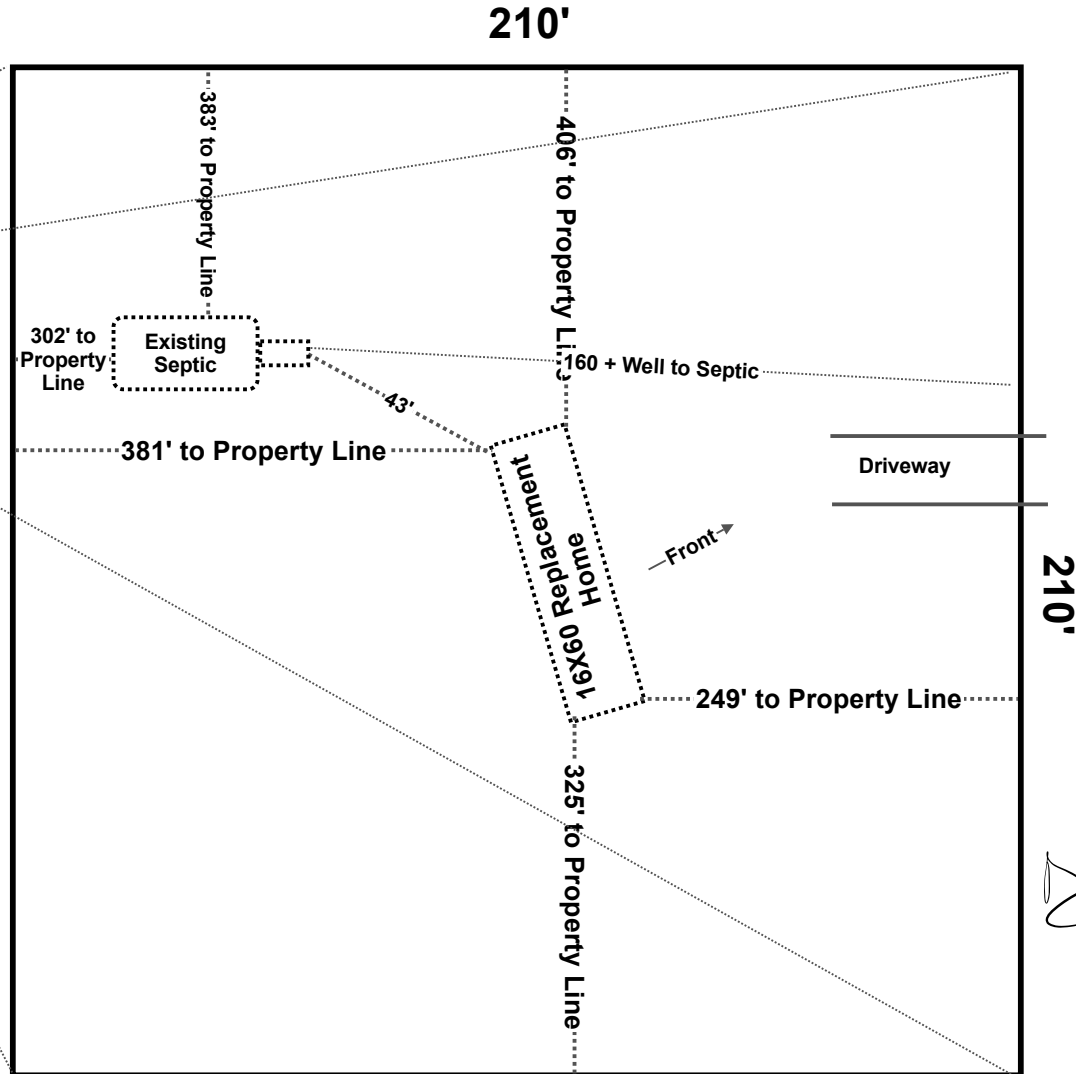 210'
383' to Property Line
406' to Property Line
302' to
Property
Line
Existing
Septic
160 + Well to Septic
43'
381' to Property Line
Driveway
16X60 Replacement
Home
Front
210'
249' to Property Line
325' to Property Line